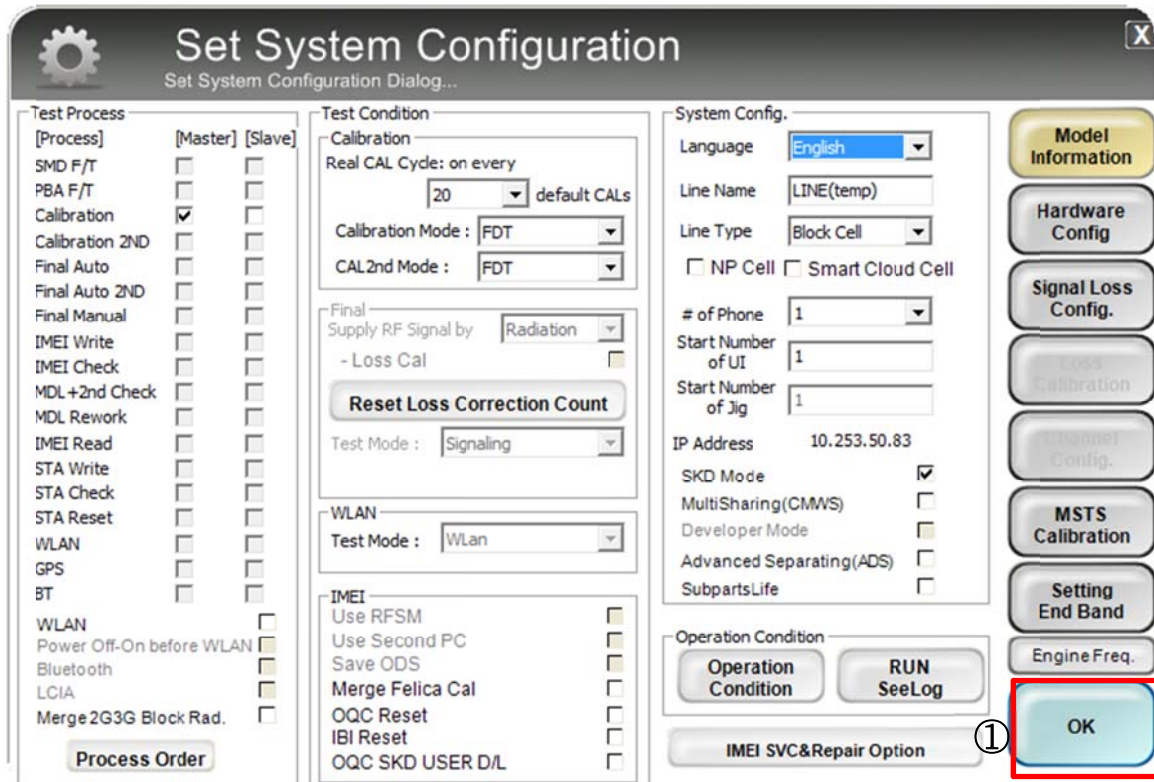 Set System Configuration
Set System Configuration Dialog...
X
Test Process
[Process] [Master] [Slave]
SMD F/T
PBA F/T
Calibration
Calibration 2ND
Final Auto
Final Auto 2ND
Final Manual
IMEI Write
IMEI Check
MDL+2nd Check
MDL Rework
IMEI Read
STA Write
STA Check
STA Reset
WLAN
GPS
BT
WLAN
Power Off-On before WLAN
Bluetooth
LCIA
Merge 2G3G Block Rad.
Process Order
Test Condition
Calibration
Real CAL Cycle: on every
20 default CALs
Calibration Mode : FDT
CAL2nd Mode : FDT
Final
Supply RF Signal by Radiation
- Loss Cal
Reset Loss Correction Count
Test Mode : Signaling
WLAN
Test Mode : WLan
IMEI
Use RFSM
Use Second PC
Save ODS
Merge Felica Cal
OQC Reset
IBI Reset
OQC SKD USER D/L
System Config.
Language English
Line Name LINE(temp)
Line Type Block Cell
NP Cell Smart Cloud Cell
# of Phone 1
Start Number
of UI 1
Start Number
of Jig 1
IP Address 10.253.50.83
SKD Mode
MultiSharing(CMWS)
Developer Mode
Advanced Separating(ADS)
SubpartsLife
Operation Condition
Operation
Condition
RUN
SeeLog
IMEI SVC&Repair Option
Model
Information
Hardware
Config
Signal Loss
Config.
Loss
Calibration
Channel
Config.
MSTS
Calibration
Setting
End Band
Engine Freq.
① OK